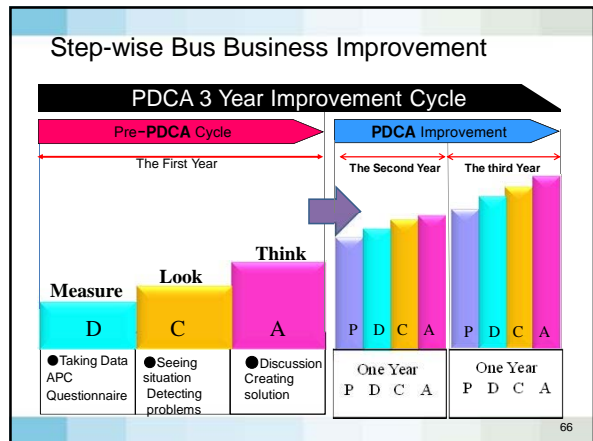 Step-wise Bus Business Improvement
PDCA 3 Year Improvement Cycle
Pre-PDCA Cycle
PDCA Improvement
The First Year
The Second Year
The third Year
Measure
Look
Think
D
C
A
P D C A
P D C A
●Taking Data
APC
Questionnaire
●Seeing
situation
Detecting
problems
●Discussion
Creating
solution
One Year
P D C A
One Year
P D C A
66